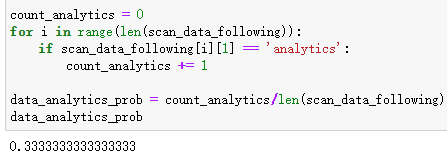 count_analytics = 0
for i in range(len(scan_data_following)):
    if scan_data_following[i][1] == 'analytics':
        count_analytics += 1

data_analytics_prob = count_analytics/len(scan_data_following)
data_analytics_prob
0.3333333333333333